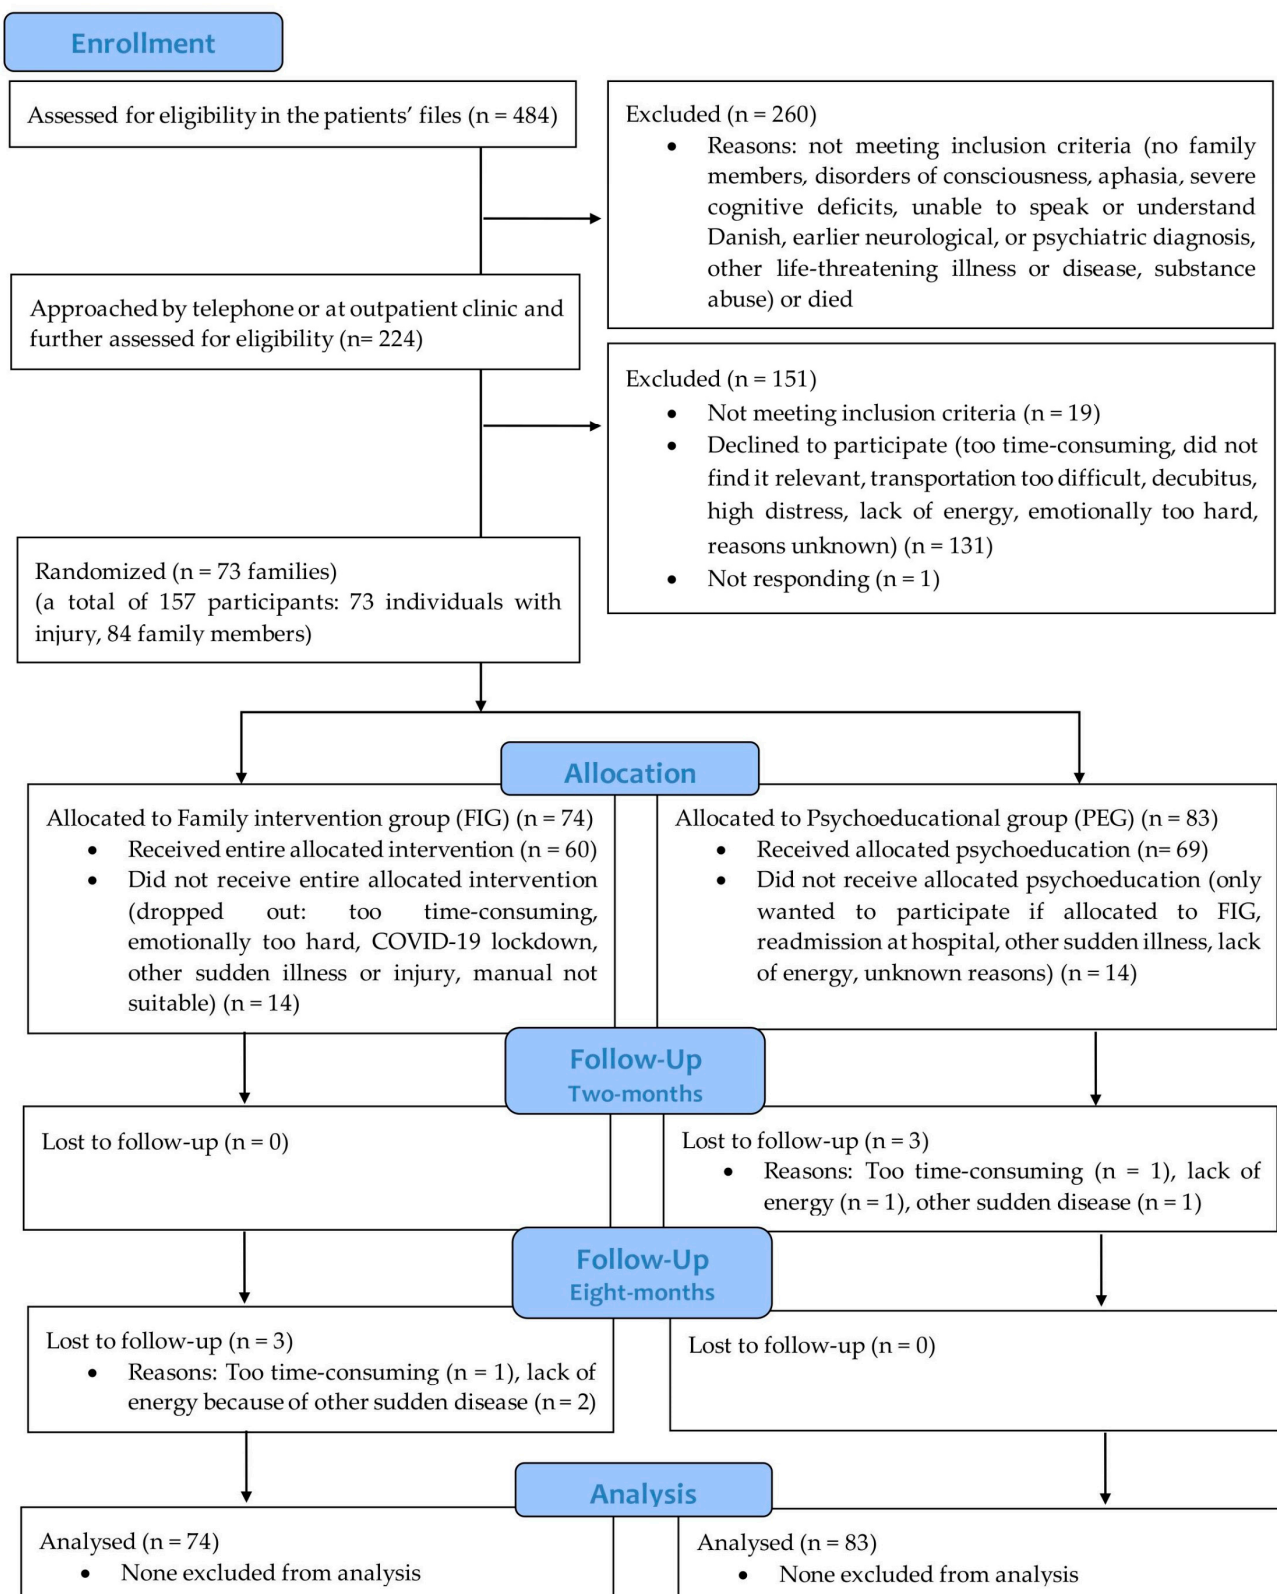 Enrollment
Assessed for eligibility in the patients’ files (n = 484)
Excluded (n = 260)
• Reasons: not meeting inclusion criteria (no family
members, disorders of consciousness, aphasia, severe
cognitive deficits, unable to speak or understand
Danish, earlier neurological, or psychiatric diagnosis,
other life-threatening illness or disease, substance
abuse) or died
Approached by telephone or at outpatient clinic and
further assessed for eligibility (n= 224)
Excluded (n = 151)
• Not meeting inclusion criteria (n = 19)
• Declined to participate (too time-consuming, did not
find it relevant, transportation too difficult, decubitus,
high distress, lack of energy, emotionally too hard,
reasons unknown) (n = 131)
• Not responding (n = 1)
Randomized (n = 73 families)
(a total of 157 participants: 73 individuals with
injury, 84 family members)
Allocation
Allocated to Family intervention group (FIG) (n = 74)
• Received entire allocated intervention (n = 60)
• Did not receive entire allocated intervention
(dropped out: too time-consuming,
emotionally too hard, COVID-19 lockdown,
other sudden illness or injury, manual not
suitable) (n = 14)
Allocated to Psychoeducational group (PEG) (n = 83)
• Received allocated psychoeducation (n= 69)
• Did not receive allocated psychoeducation (only
wanted to participate if allocated to FIG,
readmission at hospital, other sudden illness, lack
of energy, unknown reasons) (n = 14)
Follow-Up
Two-months
Lost to follow-up (n = 0)
Lost to follow-up (n = 3)
• Reasons: Too time-consuming (n = 1), lack of
energy (n = 1), other sudden disease (n = 1)
Follow-Up
Eight-months
Lost to follow-up (n = 3)
• Reasons: Too time-consuming (n = 1), lack of
energy because of other sudden disease (n = 2)
Lost to follow-up (n = 0)
Analysis
Analysed (n = 74)
• None excluded from analysis
Analysed (n = 83)
• None excluded from analysis